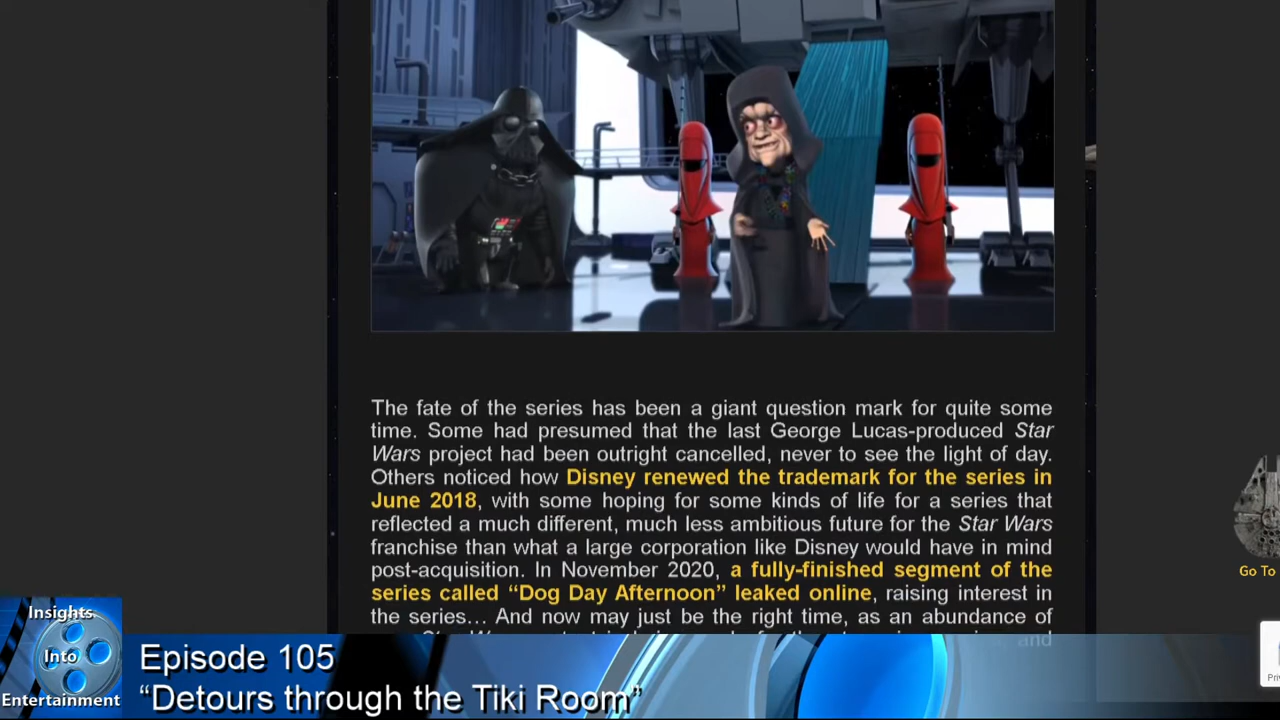 The fate of the series has been a giant question mark for quite some
time. Some had presumed that the last George Lucas-produced Star
Wars project had been outright cancelled, never to see the light of day.
Others noticed how Disney renewed the trademark for the series in
June 2018, with some hoping for some kinds of life for a series that
reflected a much different, much less ambitious future for the Star Wars
franchise than what a large corporation like Disney would have in mind
post-acquisition. In November 2020, a fully-finished segment of the
series called “Dog Day Afternoon” leaked online, raising interest in
the series… And now may just be the right time, as an abundance of
and
Go To
Insights
Into
Entertainment
Episode 105
“Detours through the Tiki Room”